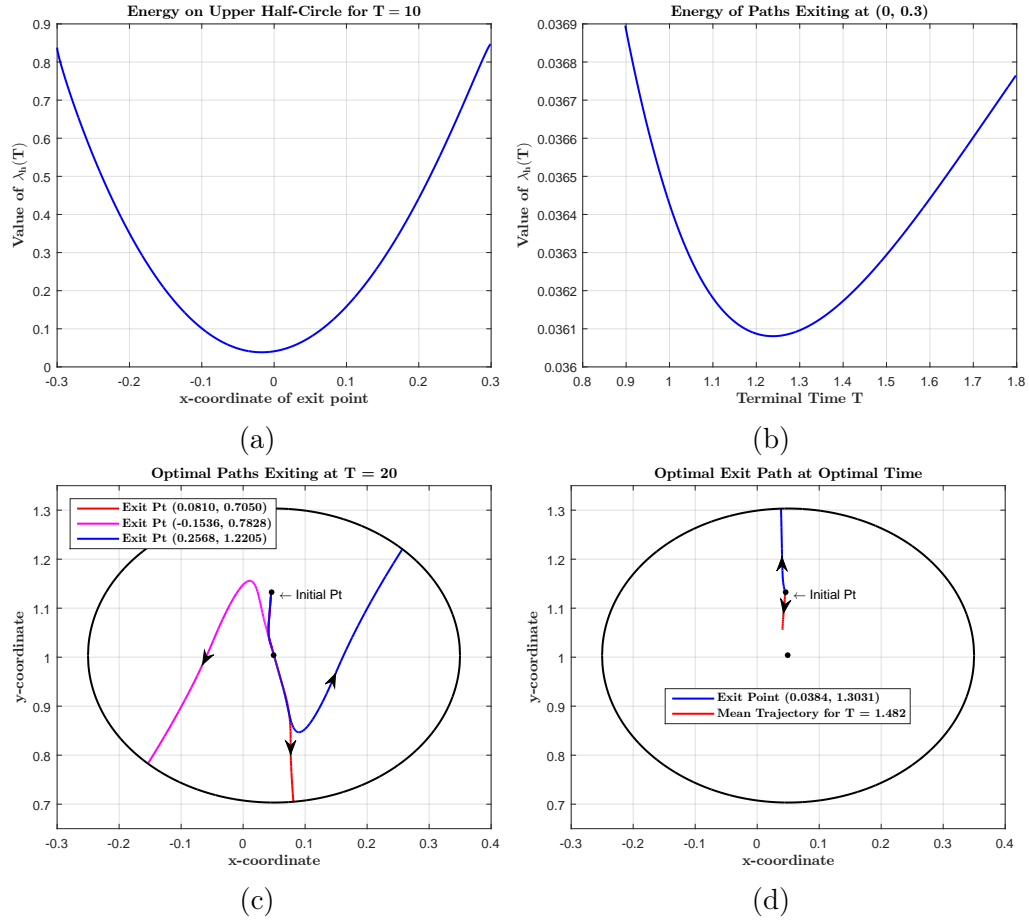 Energy on Upper Half-Circle for T = 10
Value of λh(T)
0.9
0.8
0.7
0.6
0.5
0.4
0.3
0.2
0.1
0
-0.3 -0.2 -0.1 0 0.1 0.2 0.3
x-coordinate of exit point
(a)
Energy of Paths Exiting at (0, 0.3)
Value of λh(T)
0.0369
0.0368
0.0367
0.0366
0.0365
0.0364
0.0363
0.0362
0.0361
0.036
0.8 0.9 1 1.1 1.2 1.3 1.4 1.5 1.6 1.7 1.8
Terminal Time T
(b)
Optimal Paths Exiting at T = 20
y-coordinate
Exit Pt (0.0810, 0.7050)
Exit Pt (-0.1536, 0.7828)
Exit Pt (0.2568, 1.2205)
← Initial Pt
1.3
1.2
1.1
1
0.9
0.8
0.7
-0.3 -0.2 -0.1 0 0.1 0.2 0.3 0.4
x-coordinate
(c)
Optimal Exit Path at Optimal Time
y-coordinate
← Initial Pt
Exit Point (0.0384, 1.3031)
Mean Trajectory for T = 1.482
1.3
1.2
1.1
1
0.9
0.8
0.7
-0.3 -0.2 -0.1 0 0.1 0.2 0.3 0.4
x-coordinate
(d)